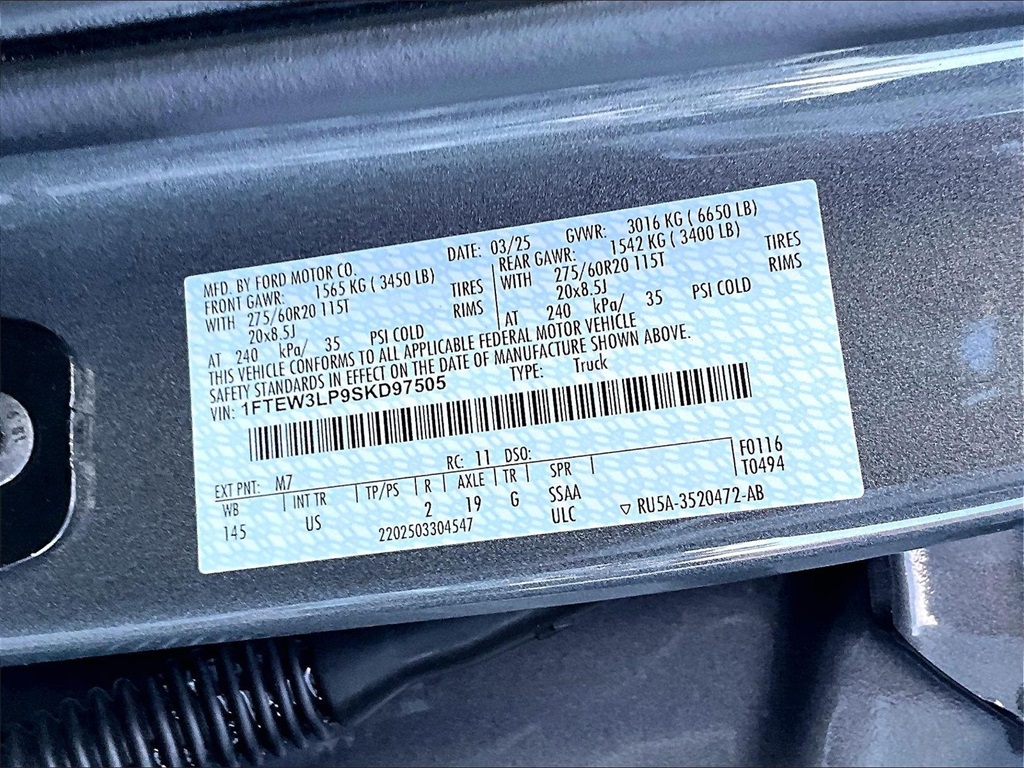 MFD. BY FORD MOTOR CO. DATE: 03/25 GVWR: 3016 KG ( 6650 LB)
FRONT GAWR: 1565 KG ( 3450 LB) REAR GAWR: 1542 KG ( 3400 LB)
WITH 275/60R20 115T TIRES WITH 275/60R20 115T TIRES
20x8.5J RIMS 20x8.5J RIMS
AT 240 kPa/ 35 PSI COLD AT 240 kPa/ 35 PSI COLD
THIS VEHICLE CONFORMS TO ALL APPLICABLE FEDERAL MOTOR VEHICLE
SAFETY STANDARDS IN EFFECT ON THE DATE OF MANUFACTURE SHOWN ABOVE.
VIN: 1FTEW3LP9SKD97505 TYPE: Truck
RC: 11 DSO: F0116
EXT PNT: M7 T0494
WB INT TR TP/PS R AXLE TR SPR
145 US 2 19 G SSAA
2202503304547 ULC ▽ RU5A-3520472-AB